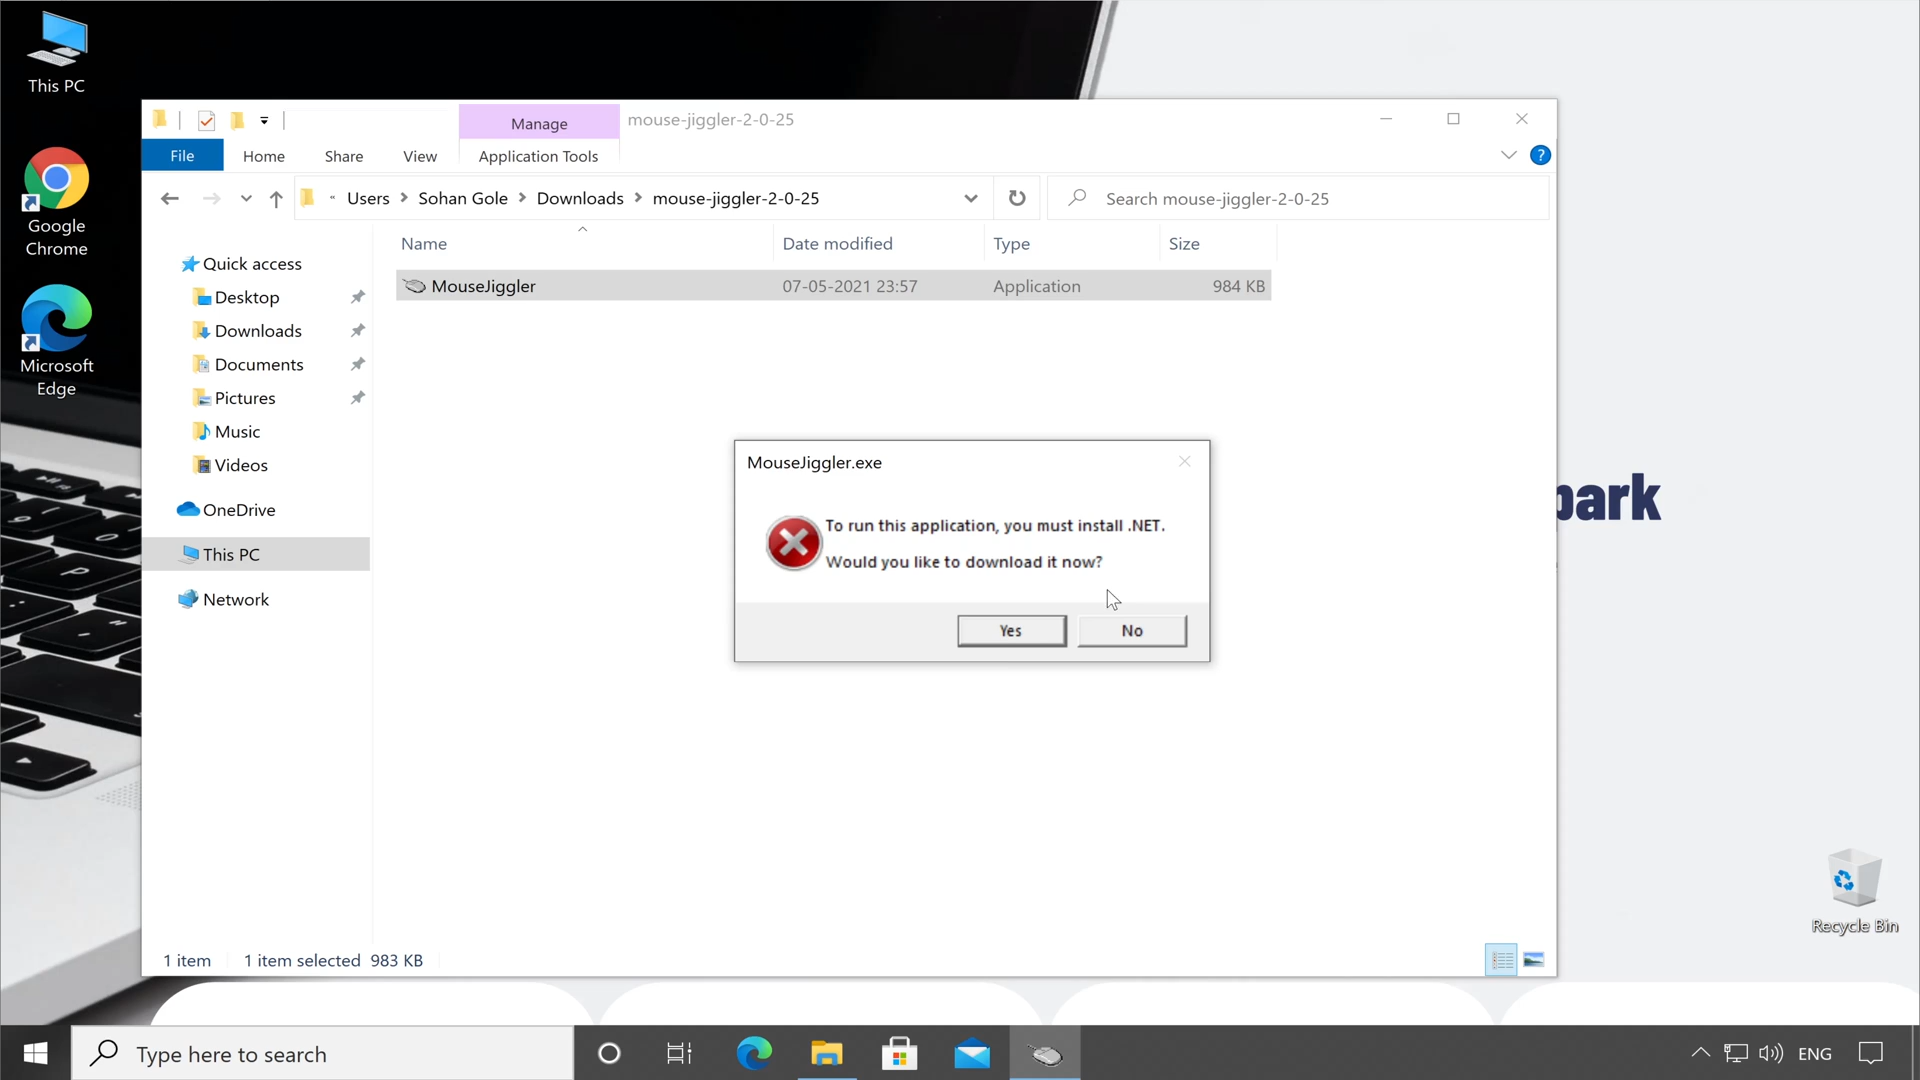 This PC
Google
Chrome
Microsoft
Edge
Manage
mouse-jiggler-2-0-25
File
Home
Share
View
Application Tools
Users
Sohan Gole
Downloads
mouse-jiggler-2-0-25
Search mouse-jiggler-2-0-25
Name
Date modified
Type
Size
MouseJiggler
07-05-2021 23:57
Application
984 KB
Quick access
Desktop
Downloads
Documents
Pictures
Music
Videos
OneDrive
This PC
Network
MouseJiggler.exe
To run this application, you must install .NET.
Would you like to download it now?
Yes
No
park
1 item
1 item selected 983 KB
Recycle Bin
Type here to search
ENG